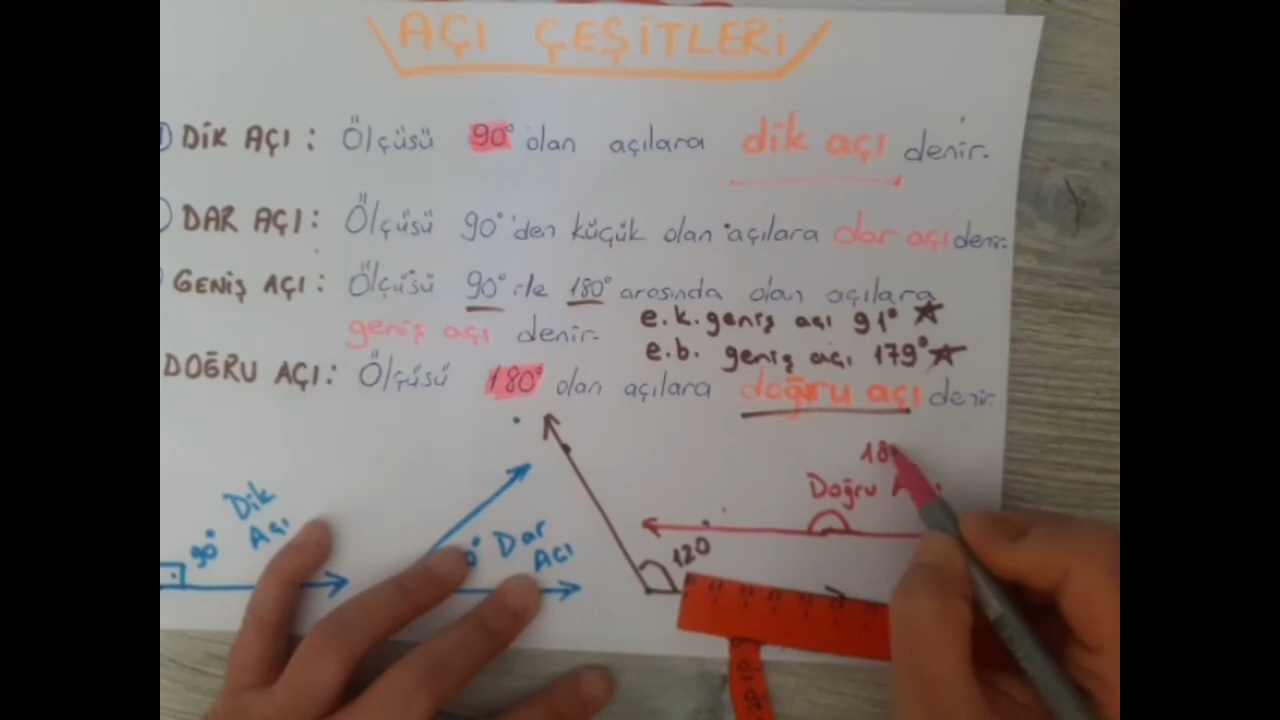 AÇI ÇEŞİTLERİ
DİK AÇI: Ölçüsü 90° olan açılara dik açı denir.
DAR AÇI: Ölçüsü 90°'den küçük olan açılara dar açı denir.
GENİŞ AÇI: Ölçüsü 90° ile 180° arasında olan açılara
geniş açı denir. e.k. geniş açı 91°
e.b. geniş açı 179°
DOĞRU AÇI: Ölçüsü 180° olan açılara doğru açı denir.
90° Dik
Açı
Dar
Açı
120
18
Doğru